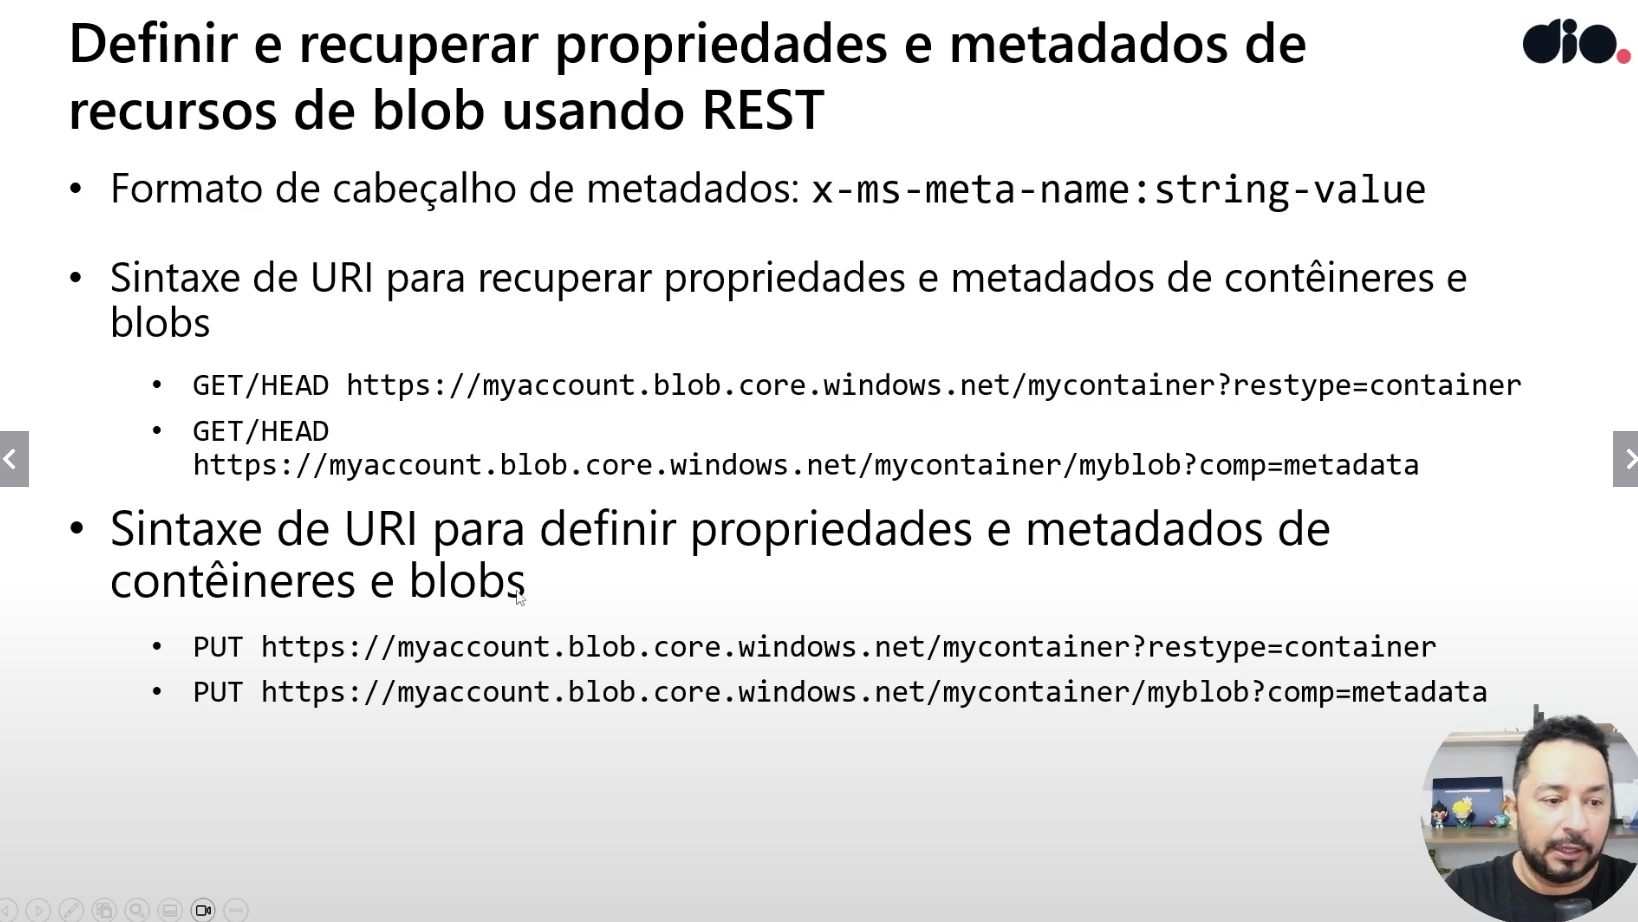 Definir e recuperar propriedades e metadados de
recursos de blob usando REST
dio.
• Formato de cabeçalho de metadados: x-ms-meta-name:string-value
• Sintaxe de URI para recuperar propriedades e metadados de contêineres e
blobs
• GET/HEAD https://myaccount.blob.core.windows.net/mycontainer?restype=container
• GET/HEAD
https://myaccount.blob.core.windows.net/mycontainer/myblob?comp=metadata
• Sintaxe de URI para definir propriedades e metadados de
contêineres e blobs
• PUT https://myaccount.blob.core.windows.net/mycontainer?restype=container
• PUT https://myaccount.blob.core.windows.net/mycontainer/myblob?comp=metadata